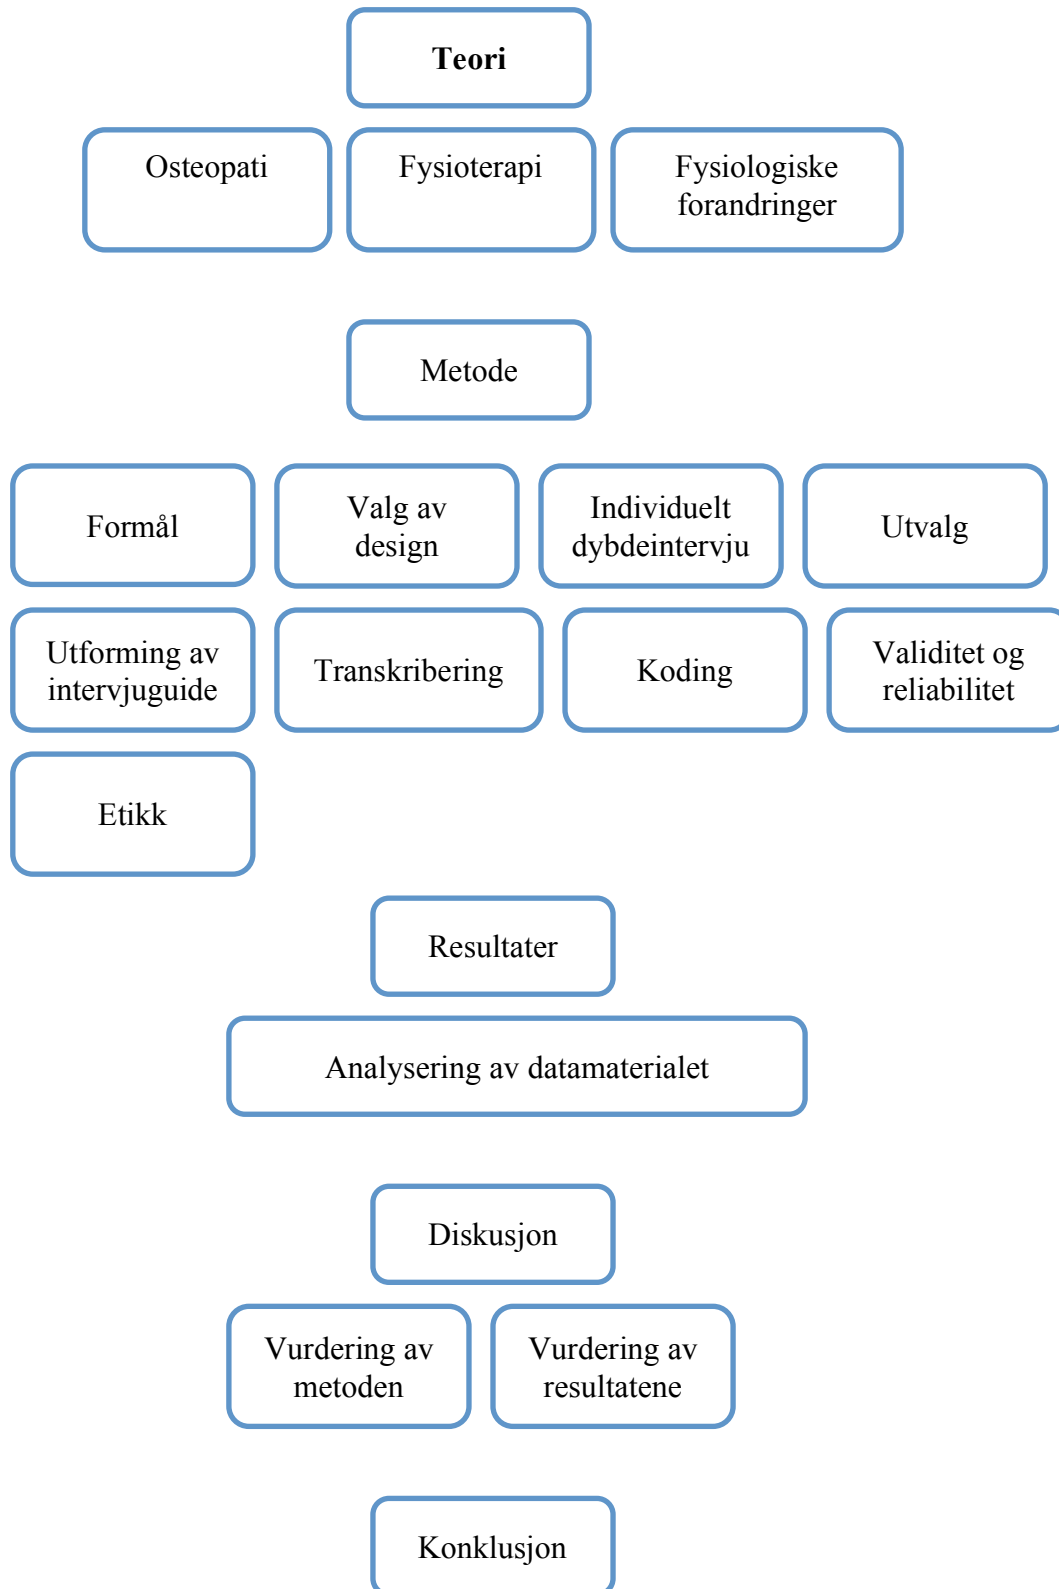 Teori
Osteopati
Fysioterapi
Fysiologiske
forandringer
Metode
Formål
Valg av
design
Individuelt
dybdeintervju
Utvalg
Utforming av
intervjuguide
Transkribering
Koding
Validitet og
reliabilitet
Etikk
Resultater
Analysering av datamaterialet
Diskusjon
Vurdering av
metoden
Vurdering av
resultatene
Konklusjon